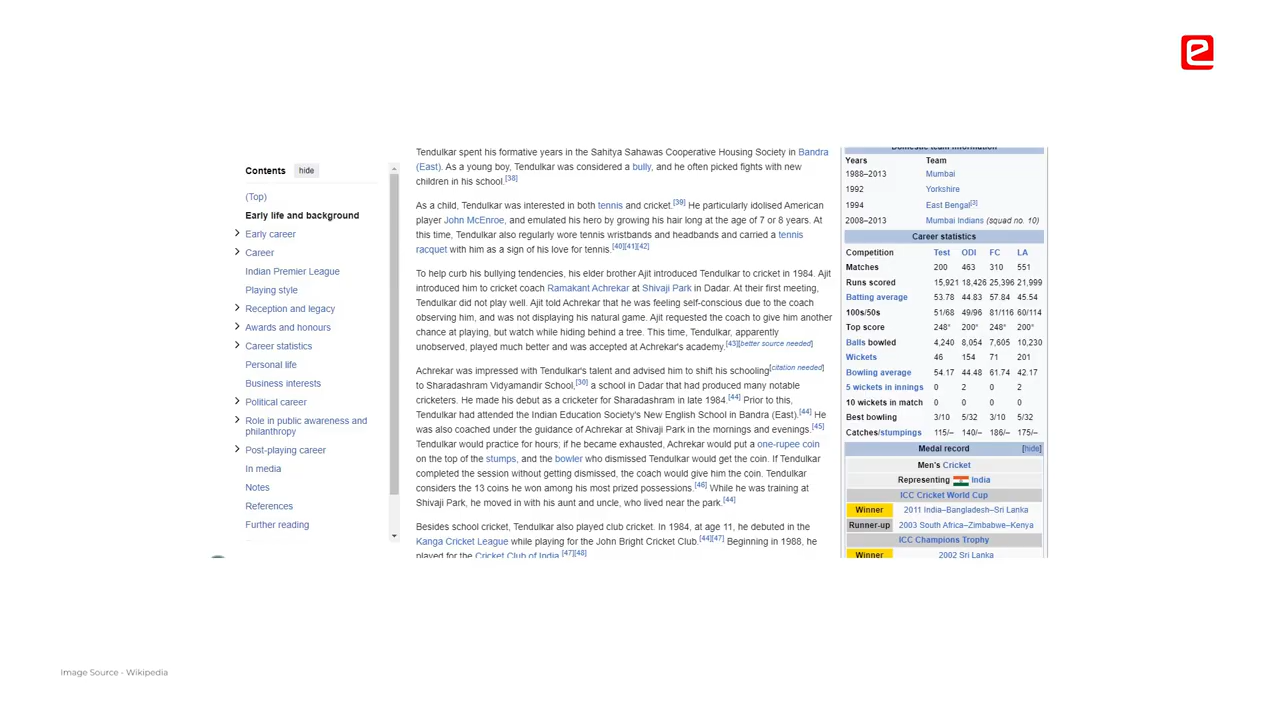 Contents hide
(Top)
Early life and background
Early career
Career
Indian Premier League
Playing style
Reception and legacy
Awards and honours
Career statistics
Personal life
Business interests
Political career
Role in public awareness and
philanthropy
Post-playing career
In media
Notes
References
Further reading
Tendulkar spent his formative years in the Sahitya Sahawas Cooperative Housing Society in Bandra
(East). As a young boy, Tendulkar was considered a bully, and he often picked fights with new
children in his school.[38]
As a child, Tendulkar was interested in both tennis and cricket.[39] He particularly idolised American
player John McEnroe, and emulated his hero by growing his hair long at the age of 7 or 8 years. At
this time, Tendulkar also regularly wore tennis wristbands and headbands and carried a tennis
racquet with him as a sign of his love for tennis.[40][41][42]
To help curb his bullying tendencies, his elder brother Ajit introduced Tendulkar to cricket in 1984. Ajit
introduced him to cricket coach Ramakant Achrekar at Shivaji Park in Dadar. At their first meeting,
Tendulkar did not play well. Ajit told Achrekar that he was feeling self-conscious due to the coach
observing him, and was not displaying his natural game. Ajit requested the coach to give him another
chance at playing, but watch while hiding behind a tree. This time, Tendulkar, apparently
unobserved, played much better and was accepted at Achrekar's academy.[43][better source needed]
Achrekar was impressed with Tendulkar's talent and advised him to shift his schooling[citation needed]
to Sharadashram Vidyamandir School,[30] a school in Dadar that had produced many notable
cricketers. He made his debut as a cricketer for Sharadashram in late 1984.[44] Prior to this,
Tendulkar had attended the Indian Education Society's New English School in Bandra (East).[44] He
was also coached under the guidance of Achrekar at Shivaji Park in the mornings and evenings.[45]
Tendulkar would practice for hours; if he became exhausted, Achrekar would put a one-rupee coin
on the top of the stumps, and the bowler who dismissed Tendulkar would get the coin. If Tendulkar
completed the session without getting dismissed, the coach would give him the coin. Tendulkar
considers the 13 coins he won among his most prized possessions.[46] While he was training at
Shivaji Park, he moved in with his aunt and uncle, who lived near the park.[44]
Besides school cricket, Tendulkar also played club cricket. In 1984, at age 11, he debuted in the
Kanga Cricket League while playing for the John Bright Cricket Club.[44][47] Beginning in 1988, he
played for the Cricket Club of India.[47][48]
Domestic team information
Years Team
1988–2013 Mumbai
1992 Yorkshire
1994 East Bengal[3]
2008–2013 Mumbai Indians (squad no. 10)
Career statistics
Competition Test ODI FC LA
Matches 200 463 310 551
Runs scored 15,921 18,426 25,396 21,999
Batting average 53.78 44.83 57.84 45.54
100s/50s 51/68 49/96 81/116 60/114
Top score 248* 200* 248* 200*
Balls bowled 4,240 8,054 7,605 10,230
Wickets 46 154 71 201
Bowling average 54.17 44.48 61.74 42.17
5 wickets in innings 0 2 0 2
10 wickets in match 0 0 0 0
Best bowling 3/10 5/32 3/10 5/32
Catches/stumpings 115/– 140/– 186/– 175/–
Medal record [hide]
Men's Cricket
Representing India
ICC Cricket World Cup
Winner 2011 India–Bangladesh–Sri Lanka
Runner-up 2003 South Africa–Zimbabwe–Kenya
ICC Champions Trophy
Winner 2002 Sri Lanka
Image Source - Wikipedia